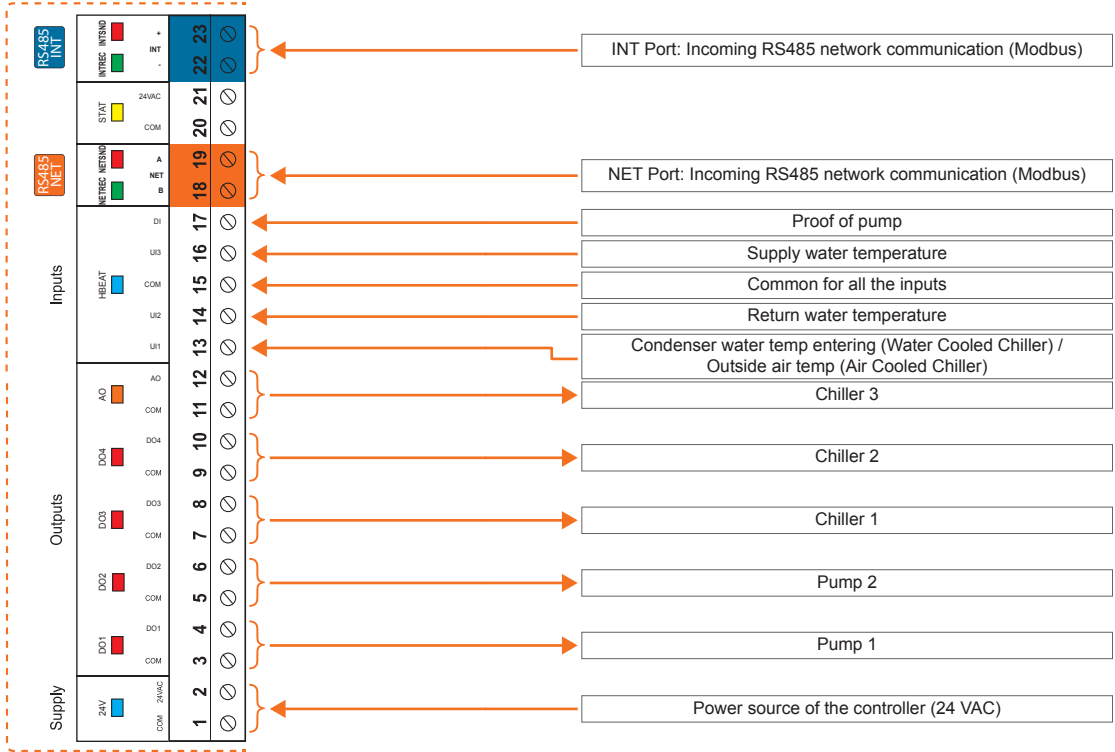 RS485
INT
INTREC INTSND
+
INT
-
23
22
INT Port: Incoming RS485 network communication (Modbus)
STAT
24VAC
COM
21
20
RS485
NET
NETREC NETSND
A
NET
B
19
18
NET Port: Incoming RS485 network communication (Modbus)
Inputs
HBEAT
DI
17
Proof of pump
UI3
16
Supply water temperature
COM
15
Common for all the inputs
UI2
14
Return water temperature
UI1
13
Condenser water temp entering (Water Cooled Chiller) /
Outside air temp (Air Cooled Chiller)
Outputs
AO
AO
COM
12
11
Chiller 3
DO4
DO4
COM
10
9
Chiller 2
DO3
DO3
COM
8
7
Chiller 1
DO2
DO2
COM
6
5
Pump 2
DO1
DO1
COM
4
3
Pump 1
Supply
24V
COM 24VAC
2
1
Power source of the controller (24 VAC)